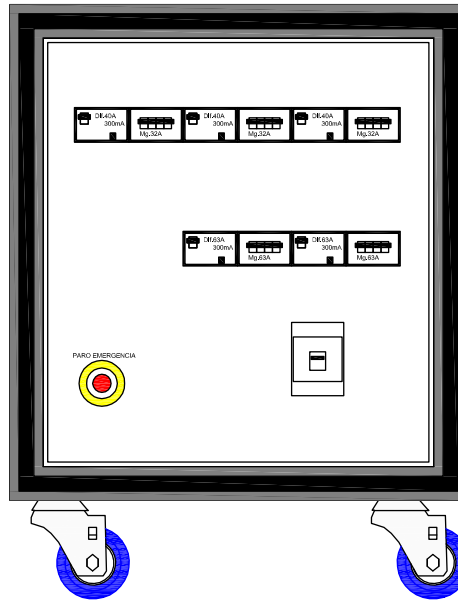 Dif.40A
300mA
Mg.32A
Dif.40A
300mA
Mg.32A
Dif.40A
300mA
Mg.32A
Dif.63A
300mA
Mg.63A
Dif.63A
300mA
Mg.63A
PARO EMERGENCIA